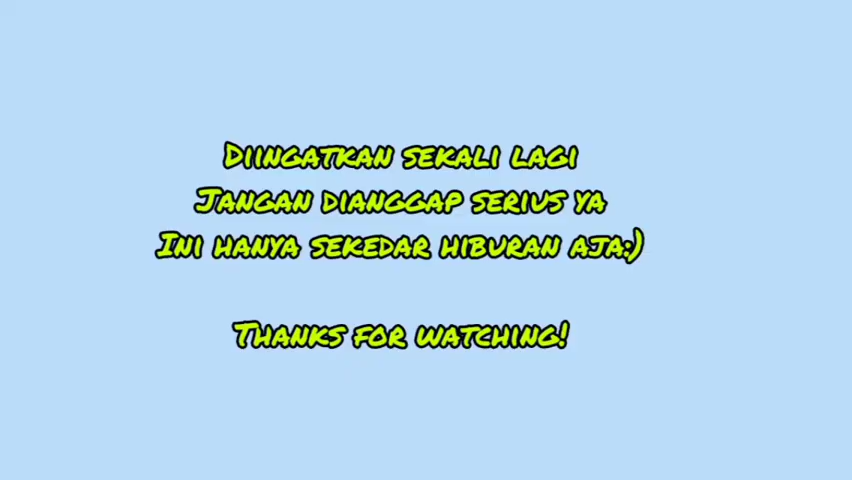 Diingatkan sekali lagi
Jangan dianggap serius ya
Ini hanya sekedar hiburan aja:)
Thanks for watching!